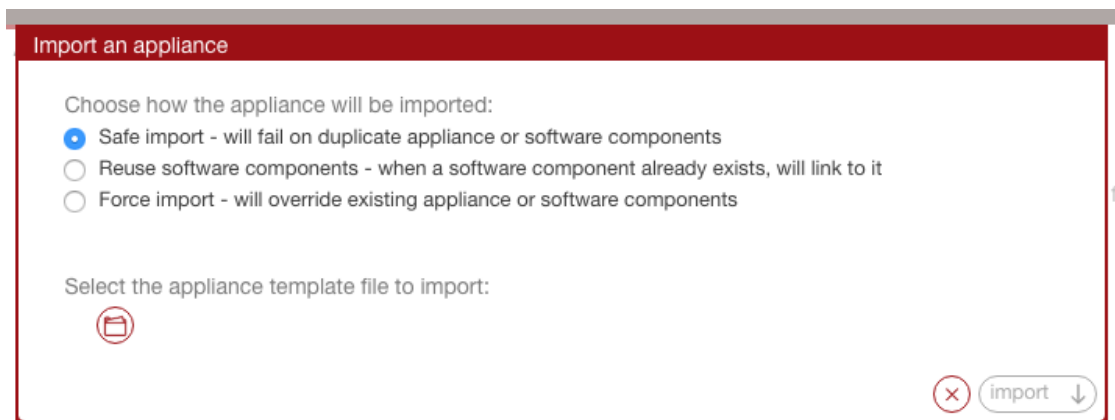 Import an appliance
Choose how the appliance will be imported:
Safe import - will fail on duplicate appliance or software components
Reuse software components - when a software component already exists, will link to it
Force import - will override existing appliance or software components
Select the appliance template file to import:
import